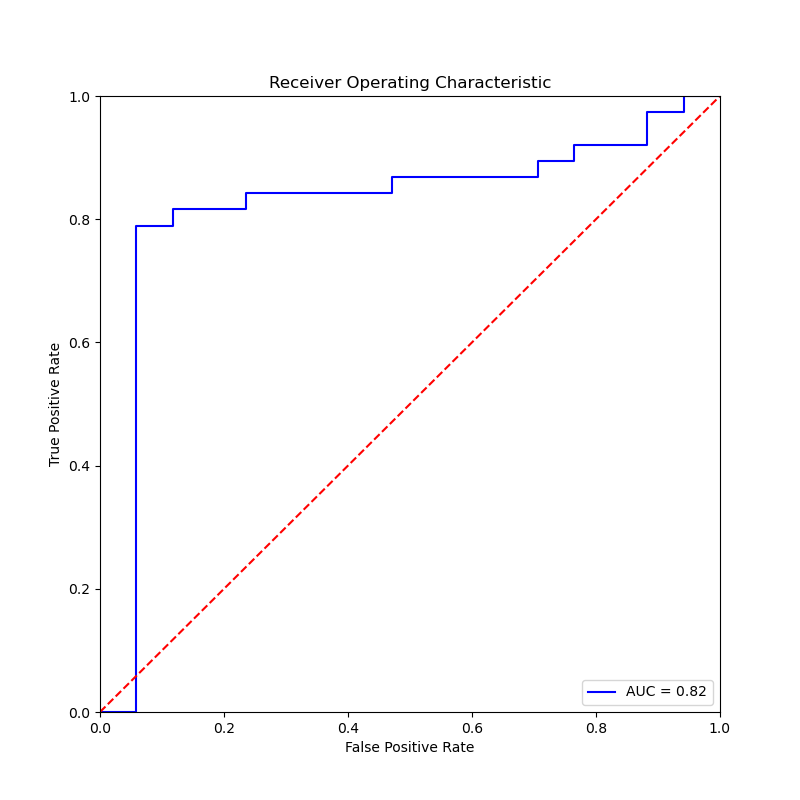 Receiver Operating Characteristic
True Positive Rate
1.0
0.8
0.6
0.4
0.2
0.0
AUC = 0.82
0.0 0.2 0.4 0.6 0.8 1.0
False Positive Rate